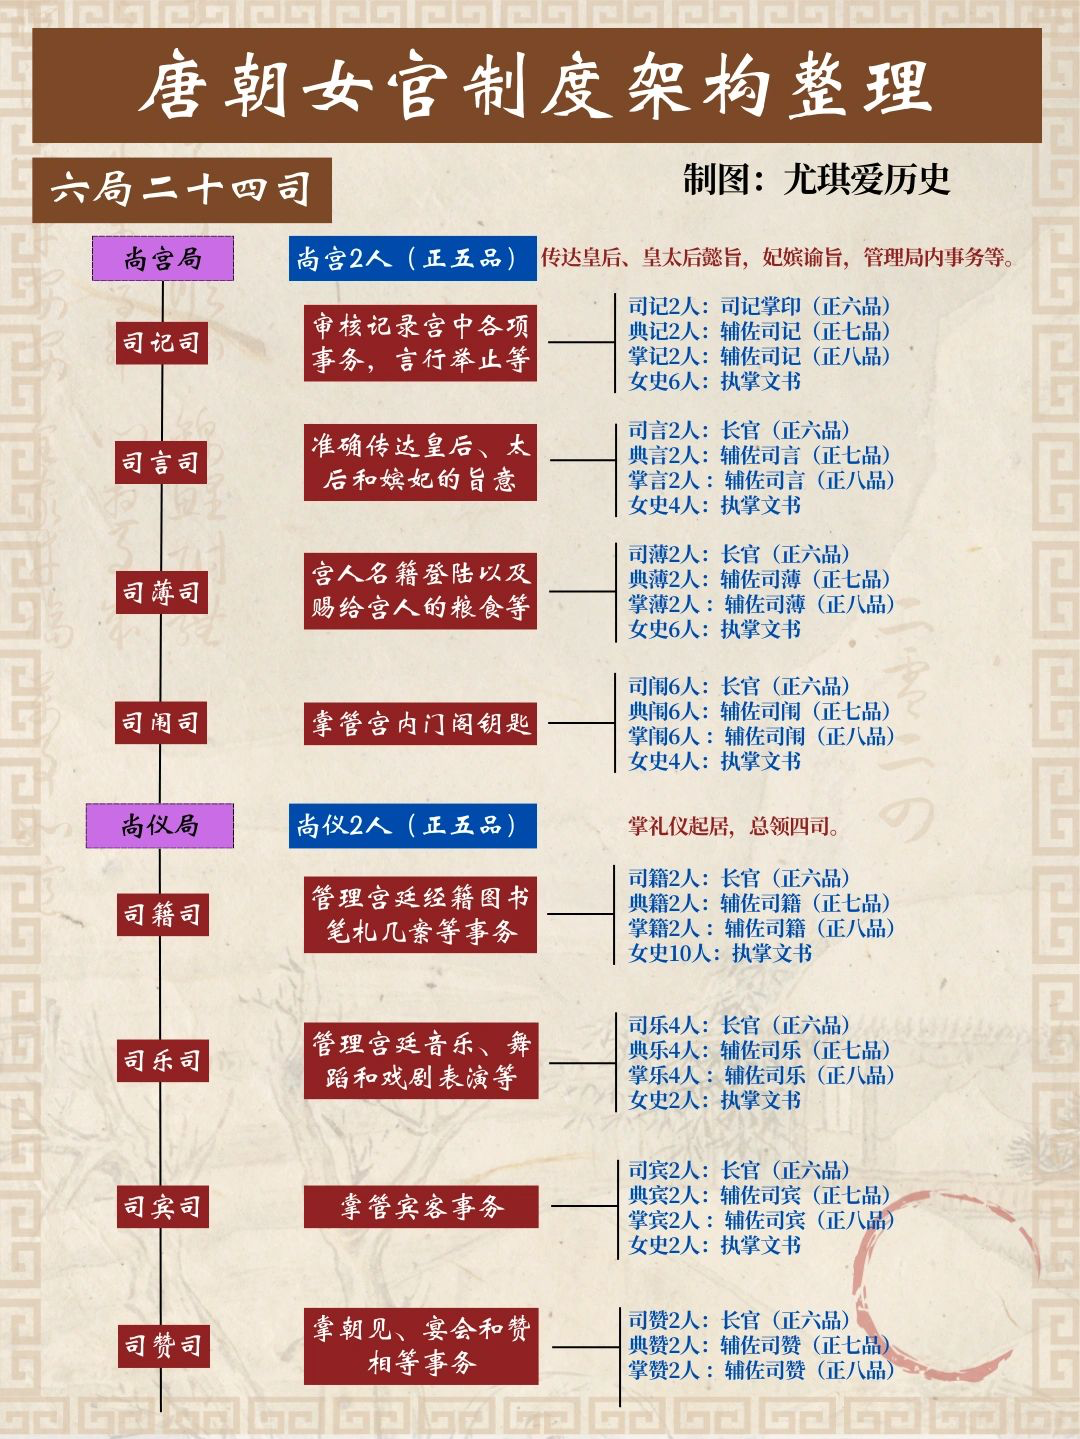 唐朝女官制度架构整理
六局二十四司
制图：尤琪爱历史
尚宫局
尚宫2人（正五品）
传达皇后、皇太后懿旨，妃嫔谕旨，管理局内事务等。
司记司
审核记录宫中各项
事务，言行举止等
司记2人：司记掌印（正六品）
典记2人：辅佐司记（正七品）
掌记2人：辅佐司记（正八品）
女史6人：执掌文书
司言司
准确传达皇后、太
后和嫔妃的旨意
司言2人：长官（正六品）
典言2人：辅佐司言（正七品）
掌言2人：辅佐司言（正八品）
女史4人：执掌文书
司薄司
宫人名籍登陆以及
赐给宫人的粮食等
司薄2人：长官（正六品）
典薄2人：辅佐司薄（正七品）
掌薄2人：辅佐司薄（正八品）
女史6人：执掌文书
司闱司
掌管宫内门阁钥匙
司闱6人：长官（正六品）
典闱6人：辅佐司闱（正七品）
掌闱6人：辅佐司闱（正八品）
女史4人：执掌文书
尚仪局
尚仪2人（正五品）
掌礼仪起居，总领四司。
司籍司
管理宫廷经籍图书
笔札几案等事务
司籍2人：长官（正六品）
典籍2人：辅佐司籍（正七品）
掌籍2人：辅佐司籍（正八品）
女史10人：执掌文书
司乐司
管理宫廷音乐、舞
蹈和戏剧表演等
司乐4人：长官（正六品）
典乐4人：辅佐司乐（正七品）
掌乐4人：辅佐司乐（正八品）
女史2人：执掌文书
司宾司
掌管宾客事务
司宾2人：长官（正六品）
典宾2人：辅佐司宾（正七品）
掌宾2人：辅佐司宾（正八品）
女史2人：执掌文书
司赞司
掌朝见、宴会和赞
相等事务
司赞2人：长官（正六品）
典赞2人：辅佐司赞（正七品）
掌赞2人：辅佐司赞（正八品）